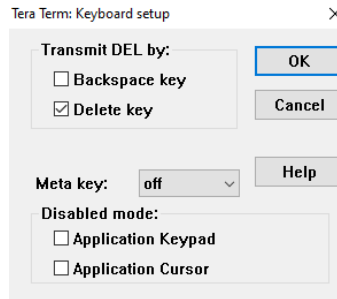 Tera Term: Keyboard setup
Transmit DEL by:
Backspace key
Delete key
OK
Cancel
Meta key: off
Help
Disabled mode:
Application Keypad
Application Cursor